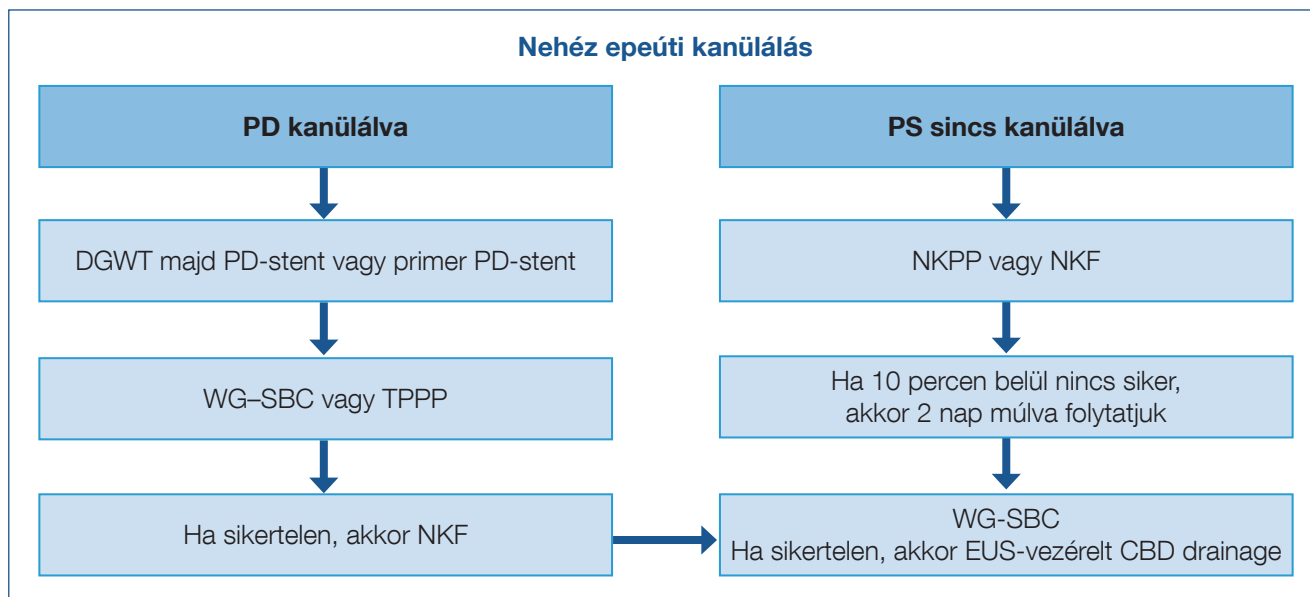 Nehéz epeúti kanülálás
PD kanülálva
DGWT majd PD-stent vagy primer PD-stent
WG–SBC vagy TPPP
Ha sikertelen, akkor NKF
PS sincs kanülálva
NKPP vagy NKF
Ha 10 percen belül nincs siker,
akkor 2 nap múlva folytatjuk
WG-SBC
Ha sikertelen, akkor EUS-vezérelt CBD drainage